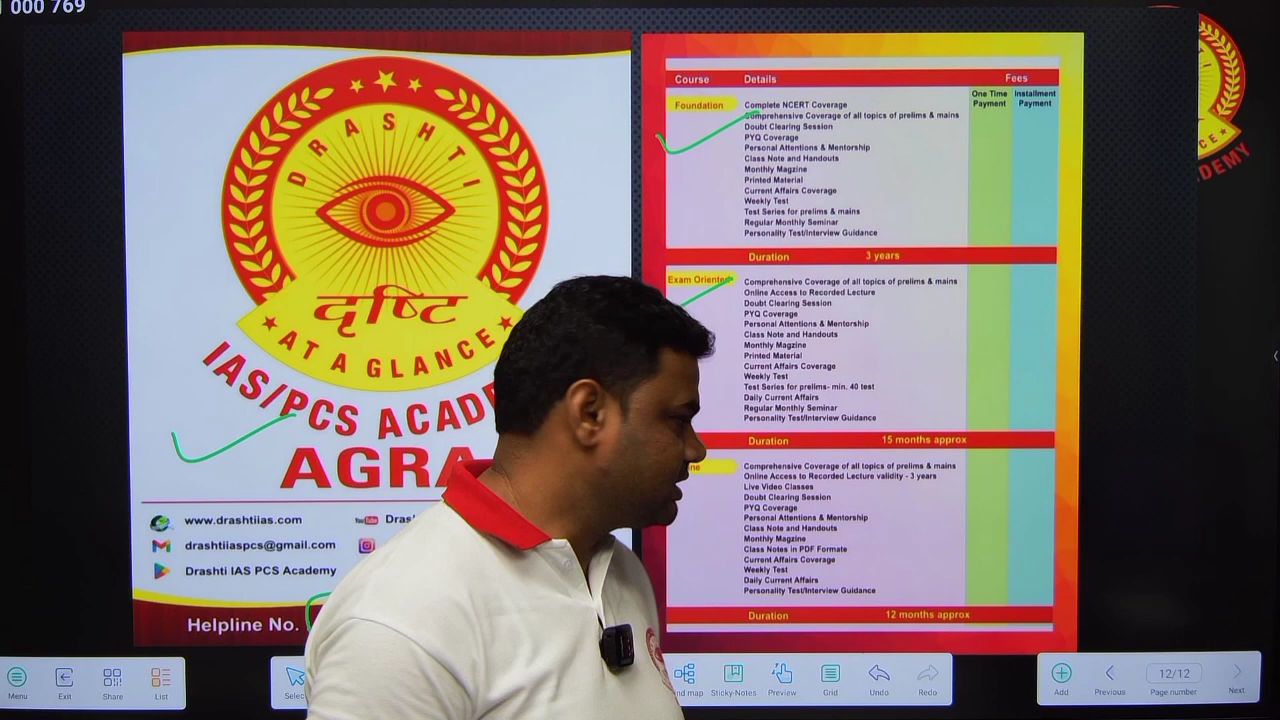 000 769
DRASHTI
दृष्टि
AT A GLANCE
IAS/PCS ACADE
AGRA
www.drashtiias.com
YouTube Dras
drashtiiaspcs@gmail.com
Drashti IAS PCS Academy
Helpline No.
Course Details Fees
One Time Payment Installment Payment
Foundation
Complete NCERT Coverage
Comprehensive Coverage of all topics of prelims & mains
Doubt Clearing Session
PYQ Coverage
Personal Attentions & Mentorship
Class Note and Handouts
Monthly Magzine
Printed Material
Current Affairs Coverage
Weekly Test
Test Series for prelims & mains
Regular Monthly Seminar
Personality Test/Interview Guidance
Duration 3 years
Exam Oriented
Comprehensive Coverage of all topics of prelims & mains
Online Access to Recorded Lecture
Doubt Clearing Session
PYQ Coverage
Personal Attentions & Mentorship
Class Note and Handouts
Monthly Magzine
Printed Material
Current Affairs Coverage
Weekly Test
Test Series for prelims- min. 40 test
Daily Current Affairs
Regular Monthly Seminar
Personality Test/Interview Guidance
Duration 15 months approx
ne
Comprehensive Coverage of all topics of prelims & mains
Online Access to Recorded Lecture validity - 3 years
Live Video Classes
Doubt Clearing Session
PYQ Coverage
Personal Attentions & Mentorship
Class Note and Handouts
Monthly Magzine
Class Notes in PDF Formate
Current Affairs Coverage
Weekly Test
Daily Current Affairs
Personality Test/Interview Guidance
Duration 12 months approx
CE
DEMY
Menu Exit Share List Selec nd map Sticky-Notes Preview Grid Undo Redo Add Previous 12/12 Page number Next